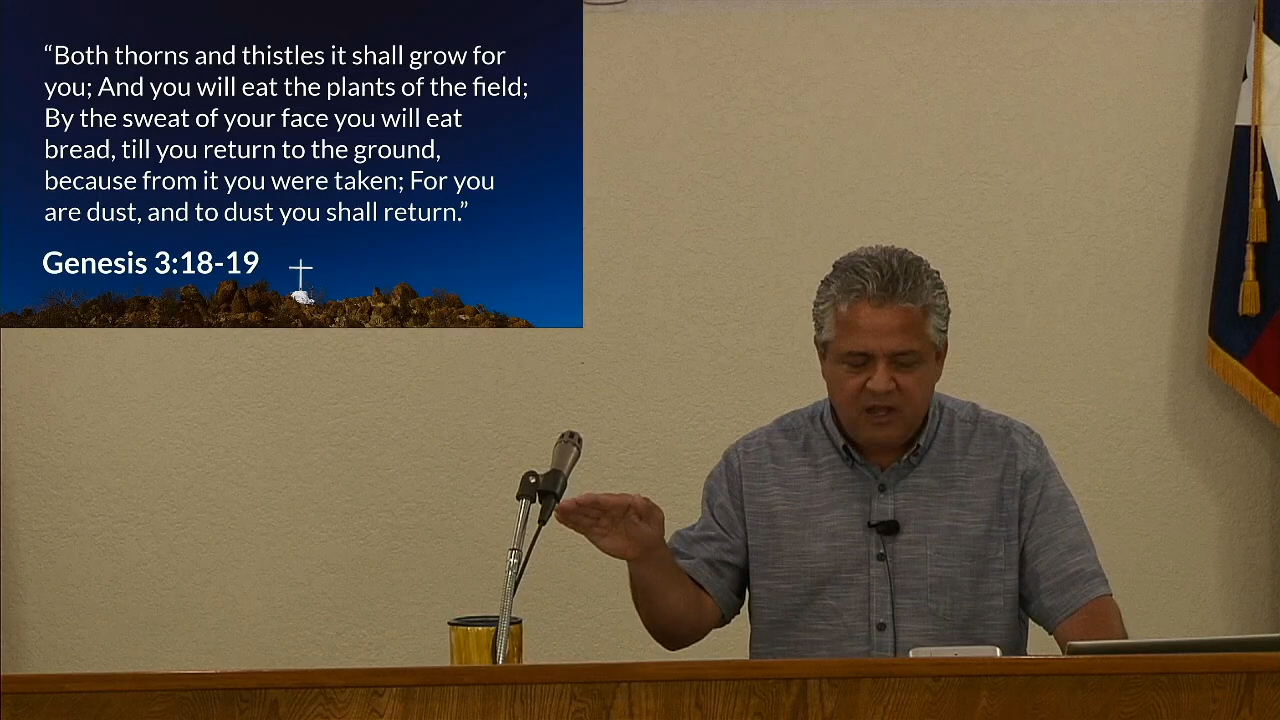 “Both thorns and thistles it shall grow for
you; And you will eat the plants of the field;
By the sweat of your face you will eat
bread, till you return to the ground,
because from it you were taken; For you
are dust, and to dust you shall return.”
Genesis 3:18-19